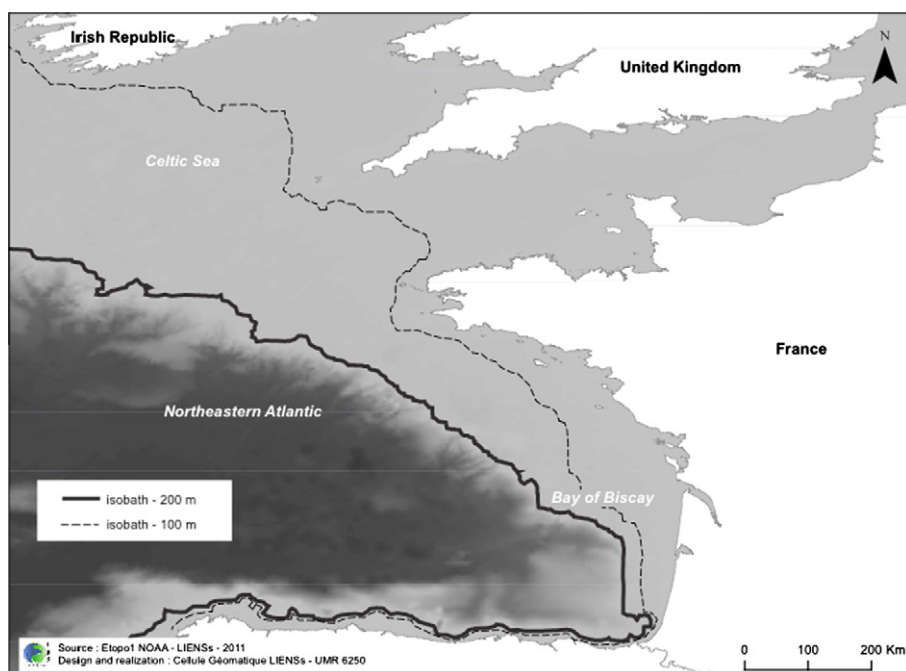 Irish Republic
United Kingdom
N
Celtic Sea
France
Northeastern Atlantic
Bay of Biscay
isobath - 200 m
isobath - 100 m
Source : Etopo1 NOAA - LIENSs - 2011
Design and realization : Cellule Géomatique LIENSs - UMR 6250
0 100 200 Km